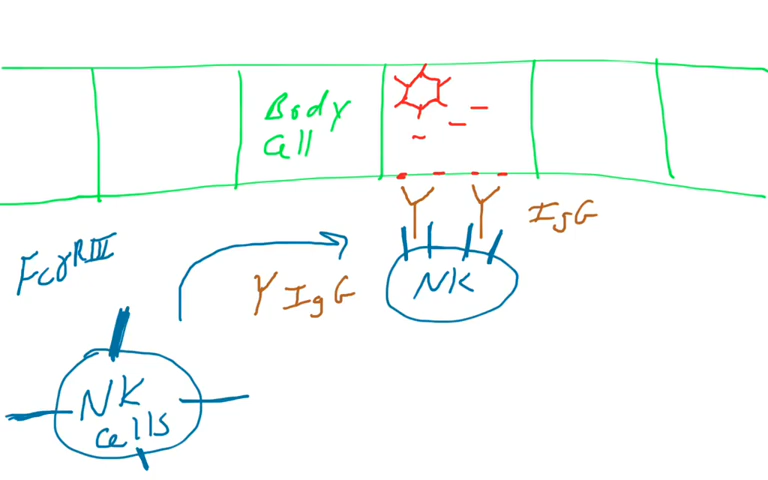 Body
Cell
IgG
FcγRIII
NK
IgG
NK
cells